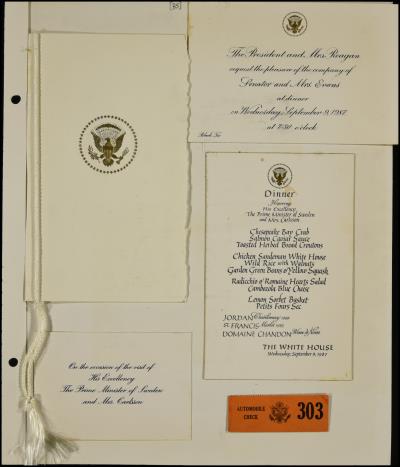 [35]
The President and Mrs. Reagan
request the pleasure of the company of
Senator and Mrs. Evans
at dinner
on Wednesday, September 9, 1987
at 7:30 o'clock
Black Tie
Dinner
Honoring
His Excellency
The Prime Minister of Sweden
and Mrs. Carlsson
Chesapeake Bay Crab
Salmon Caviar Sauce
Toasted Herbed Bread Croutons
Chicken Sandeman White House
Wild Rice with Walnuts
Garden Green Beans & Yellow Squash
Radicchio & Romaine Hearts Salad
Cambazola Blue Cheese
Lemon Sorbet Basket
Petits Fours Sec
JORDAN Chardonnay 1985
ST. FRANCIS Merlot 1985
DOMAINE CHANDON Blanc de Noirs
THE WHITE HOUSE
Wednesday, September 9, 1987
On the occasion of the visit of
His Excellency
The Prime Minister of Sweden
and Mrs. Carlsson
AUTOMOBILE
CHECK
303